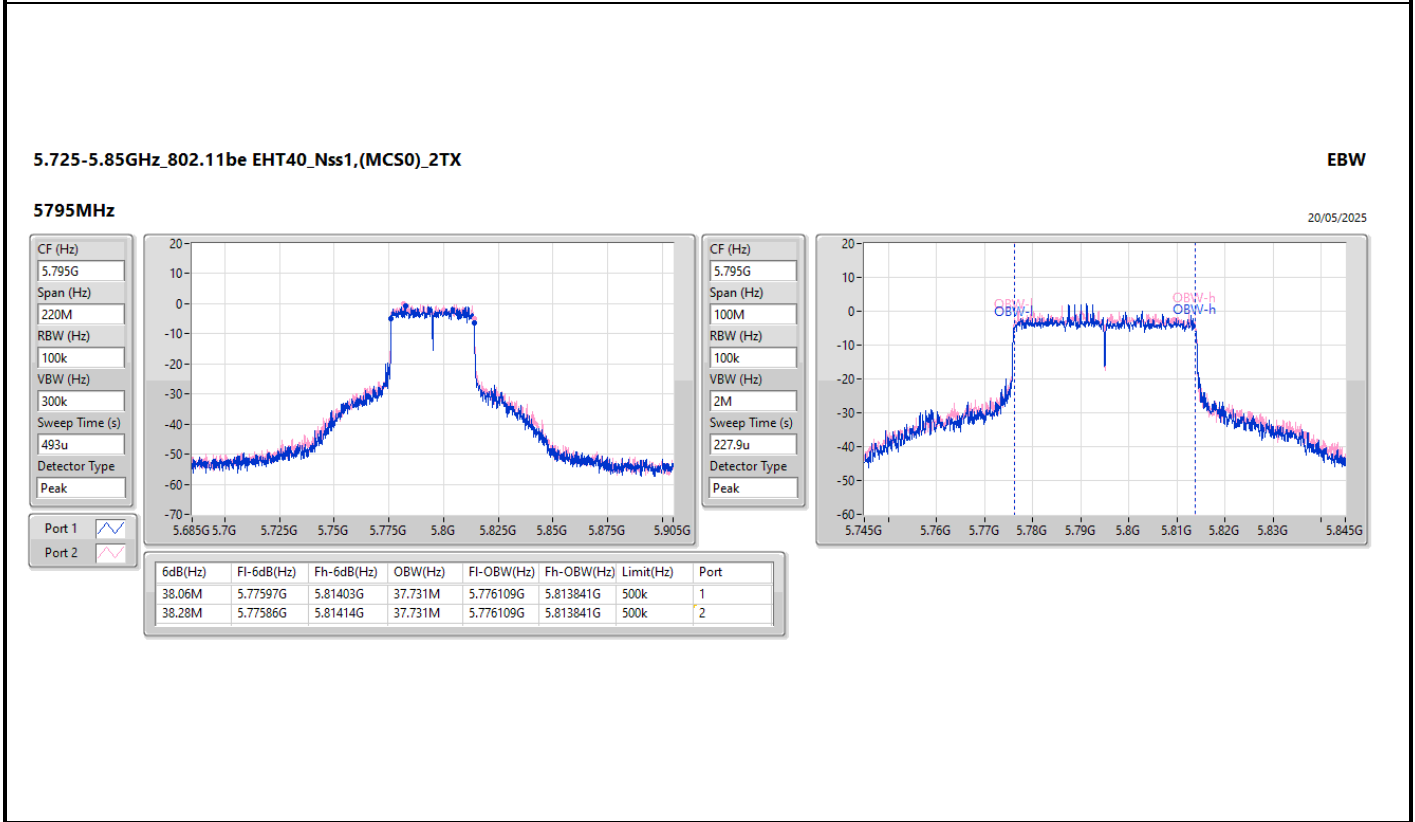 5.725-5.85GHz_802.11be EHT40_Nss1,(MCS0)_2TX
EBW
5795MHz
20/05/2025
CF (Hz)
5.795G
Span (Hz)
220M
RBW (Hz)
100k
VBW (Hz)
300k
Sweep Time (s)
493u
Detector Type
Peak
Port 1
Port 2
20
10
0
-10
-20
-30
-40
-50
-60
-70
5.685G 5.7G 5.725G 5.75G 5.775G 5.8G 5.825G 5.85G 5.875G 5.905G
CF (Hz)
5.795G
Span (Hz)
100M
RBW (Hz)
100k
VBW (Hz)
2M
Sweep Time (s)
227.9u
Detector Type
Peak
20
10
0
-10
-20
-30
-40
-50
-60
OBW-l OBW-h
OBW-l OBW-h
5.745G 5.76G 5.77G 5.78G 5.79G 5.8G 5.81G 5.82G 5.83G 5.845G
6dB(Hz) Fl-6dB(Hz) Fh-6dB(Hz) OBW(Hz) Fl-OBW(Hz) Fh-OBW(Hz) Limit(Hz) Port
38.06M 5.77597G 5.81403G 37.731M 5.776109G 5.813841G 500k 1
38.28M 5.77586G 5.81414G 37.731M 5.776109G 5.813841G 500k 2